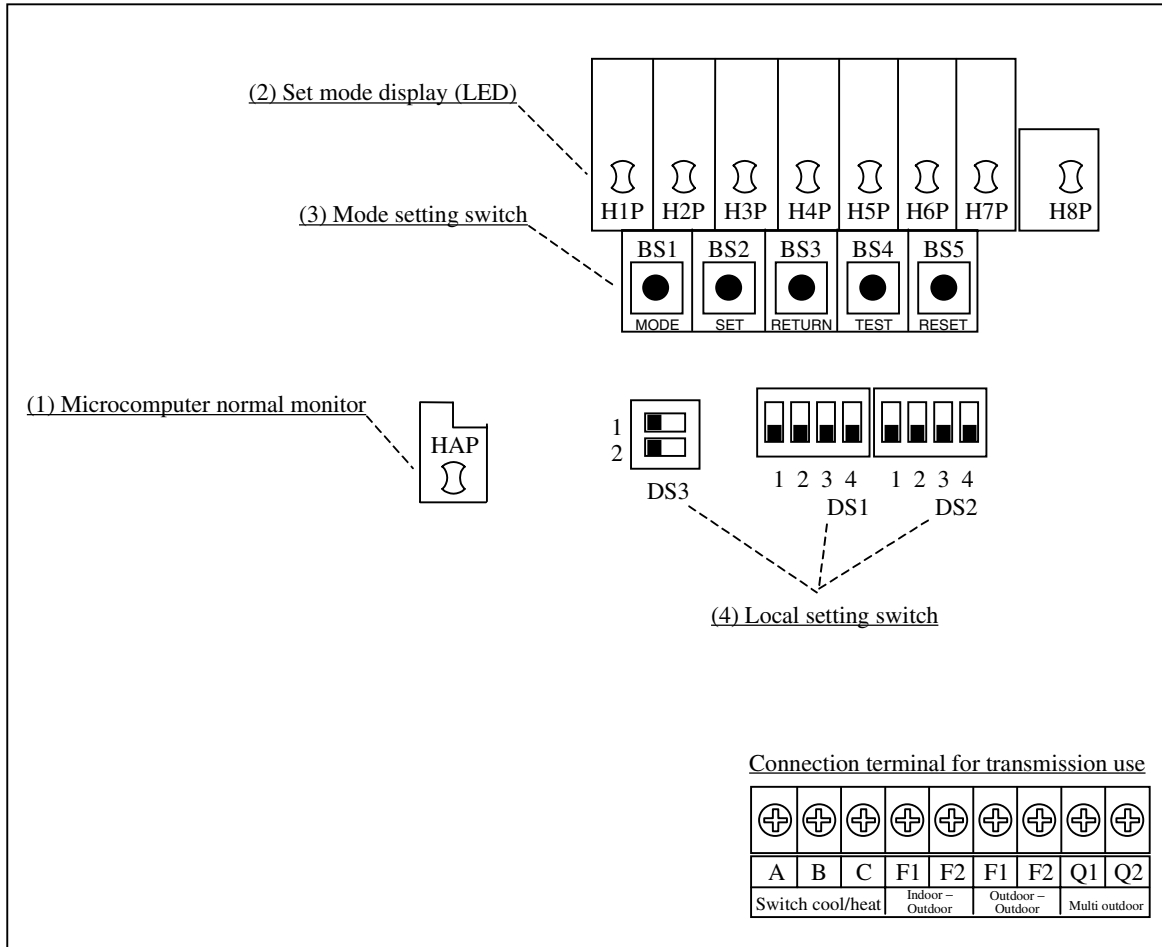 (2) Set mode display (LED)
H1P H2P H3P H4P H5P H6P H7P H8P
(3) Mode setting switch
BS1 BS2 BS3 BS4 BS5
MODE SET RETURN TEST RESET
(1) Microcomputer normal monitor
HAP
1
2
DS3
1 2 3 4 1 2 3 4
DS1 DS2
(4) Local setting switch
Connection terminal for transmission use
A B C F1 F2 F1 F2 Q1 Q2
Switch cool/heat
Indoor –
Outdoor
Outdoor –
Outdoor
Multi outdoor